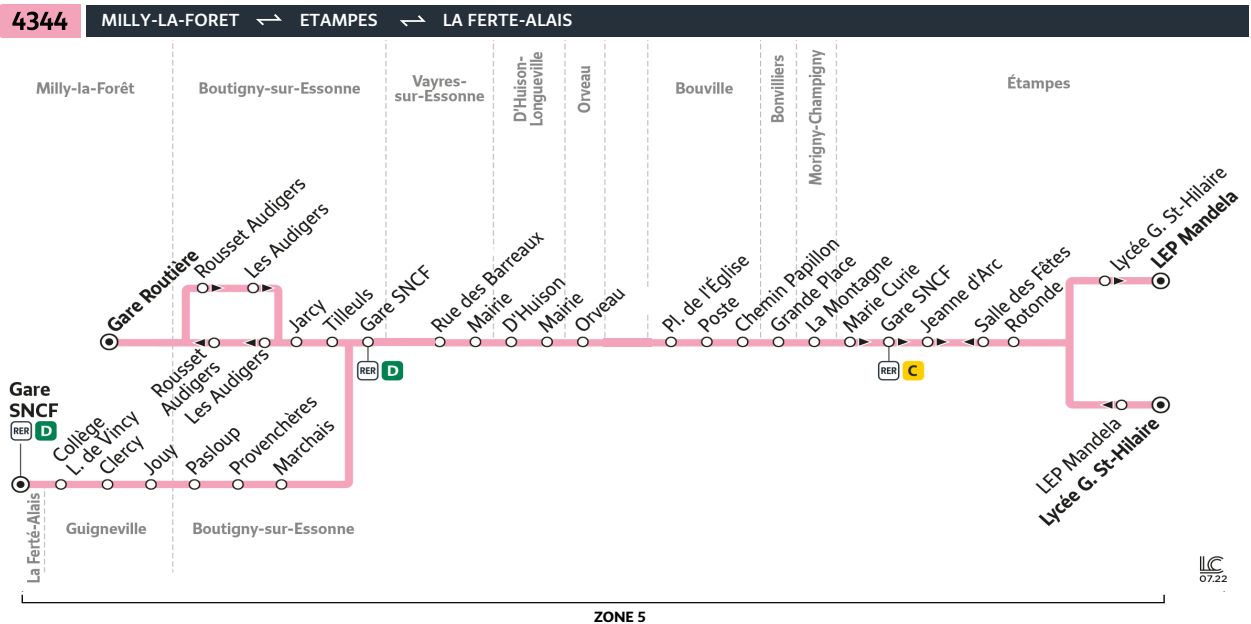 4344
MILLY-LA-FORET ⇌ ETAMPES ⇌ LA FERTE-ALAIS
Milly-la-Forêt
Boutigny-sur-Essonne
Vayres-
sur-Essonne
D'Huison-
Longueville
Orveau
Bouville
Bonvilliers
Morigny-Champigny
Étampes
Gare Routière
Rousset Audigers
Les Audigers
Rousset
Audigers
Les Audigers
Jarcy
Tilleuls
Gare SNCF
RER D
Rue des Barreaux
Mairie
D'Huison
Mairie
Orveau
Pl. de l'Église
Poste
Chemin Papillon
Grande Place
La Montagne
Marie Curie
Gare SNCF
RER C
Jeanne d'Arc
Salle des Fêtes
Rotonde
Lycée G. St-Hilaire
LEP Mandela
LEP Mandela
Lycée G. St-Hilaire
Gare
SNCF
RER D
Collège
L. de Vincy
Clercy
Jouy
Pasloup
Provenchères
Marchais
La Ferté-Alais
Guigneville
Boutigny-sur-Essonne
LC
07.22
ZONE 5